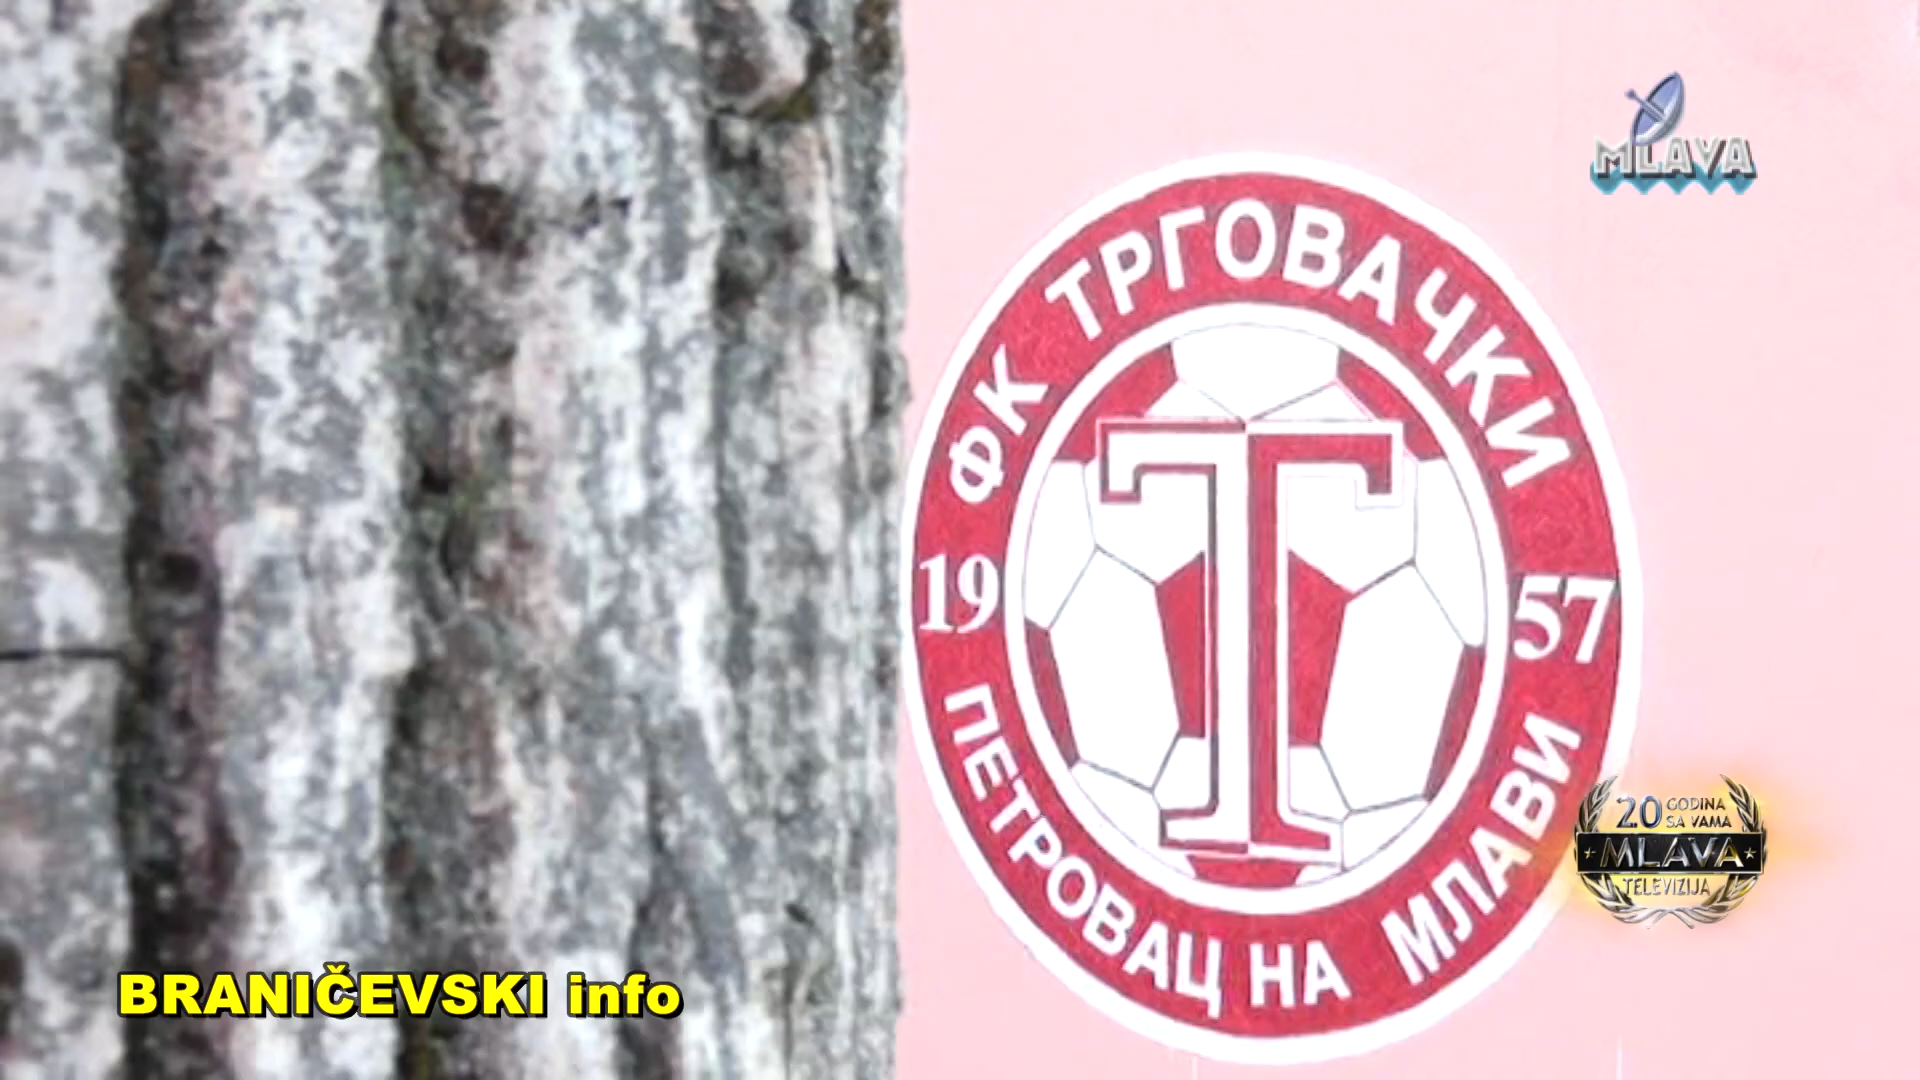 MLAVA
ФК ТРГОВАЧКИ
19 57
ПЕТРОВАЦ НА МЛАВИ
20 GODINA
SA VAMA
MLAVA
TELEVIZIJA
BRANIČEVSKI info